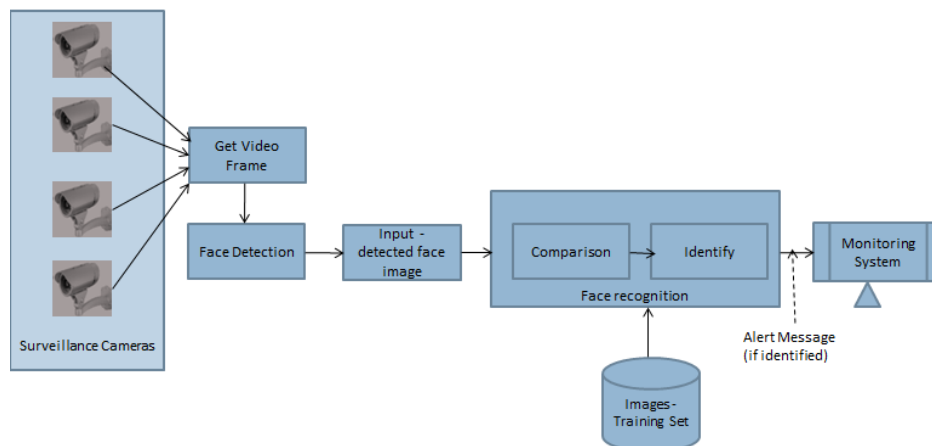 Surveillance Cameras
Get Video
Frame
Face Detection
Input -
detected face
image
Comparison
Identify
Face recognition
Images-
Training Set
Alert Message
(if identified)
Monitoring
System